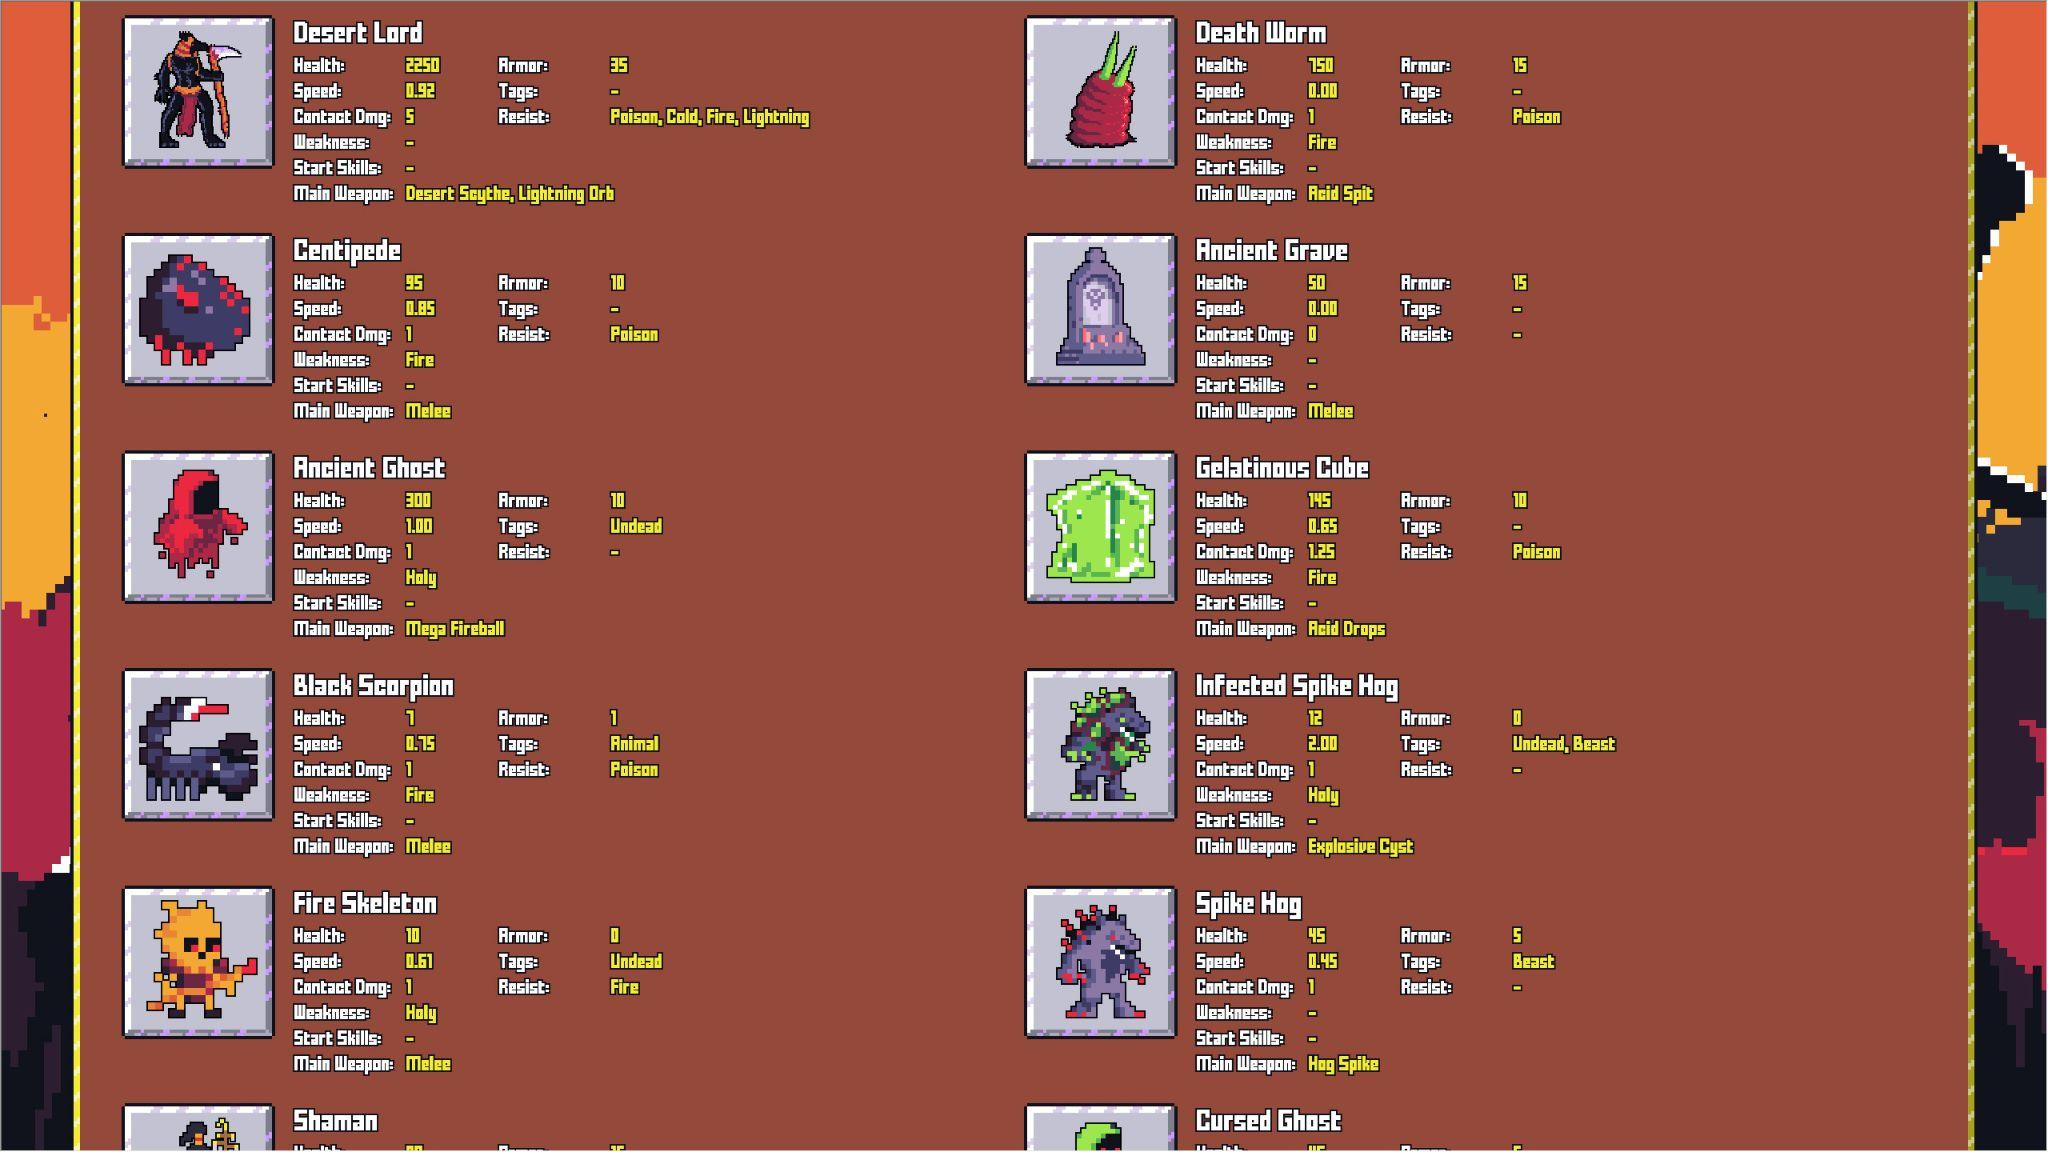 Desert Lord
Health: 2250 Armor: 35
Speed: 0.92 Tags: -
Contact Dmg: 5 Resist: Poison, Cold, Fire, Lightning
Weakness: -
Start Skills: -
Main Weapon: Desert Scythe, Lightning Orb
Death Worm
Health: 750 Armor: 15
Speed: 0.00 Tags: -
Contact Dmg: 1 Resist: Poison
Weakness: Fire
Start Skills: -
Main Weapon: Acid Spit
Centipede
Health: 95 Armor: 10
Speed: 0.85 Tags: -
Contact Dmg: 1 Resist: Poison
Weakness: Fire
Start Skills: -
Main Weapon: Melee
Ancient Grave
Health: 50 Armor: 15
Speed: 0.00 Tags: -
Contact Dmg: 0 Resist: -
Weakness: -
Start Skills: -
Main Weapon: Melee
Ancient Ghost
Health: 300 Armor: 10
Speed: 1.00 Tags: Undead
Contact Dmg: 1 Resist: -
Weakness: Holy
Start Skills: -
Main Weapon: Mega Fireball
Gelatinous Cube
Health: 145 Armor: 10
Speed: 0.65 Tags: -
Contact Dmg: 1.25 Resist: Poison
Weakness: Fire
Start Skills: -
Main Weapon: Acid Drops
Black Scorpion
Health: 7 Armor: 1
Speed: 0.75 Tags: Animal
Contact Dmg: 1 Resist: Poison
Weakness: Fire
Start Skills: -
Main Weapon: Melee
Infected Spike Hog
Health: 12 Armor: 0
Speed: 2.00 Tags: Undead, Beast
Contact Dmg: 1 Resist: -
Weakness: Holy
Start Skills: -
Main Weapon: Explosive Cyst
Fire Skeleton
Health: 10 Armor: 0
Speed: 0.61 Tags: Undead
Contact Dmg: 1 Resist: Fire
Weakness: Holy
Start Skills: -
Main Weapon: Melee
Spike Hog
Health: 45 Armor: 5
Speed: 0.45 Tags: Beast
Contact Dmg: 1 Resist: -
Weakness: -
Start Skills: -
Main Weapon: Hog Spike
Shaman
Cursed Ghost